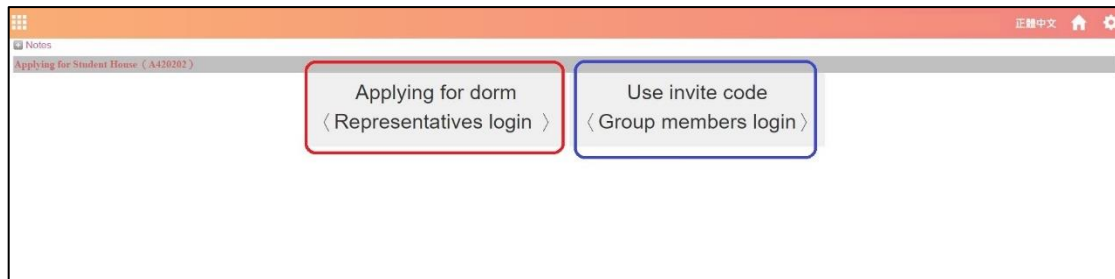 正體中文
Notes
Applying for Student House（A420202）
Applying for dorm
〈Representatives login 〉
Use invite code
〈Group members login〉